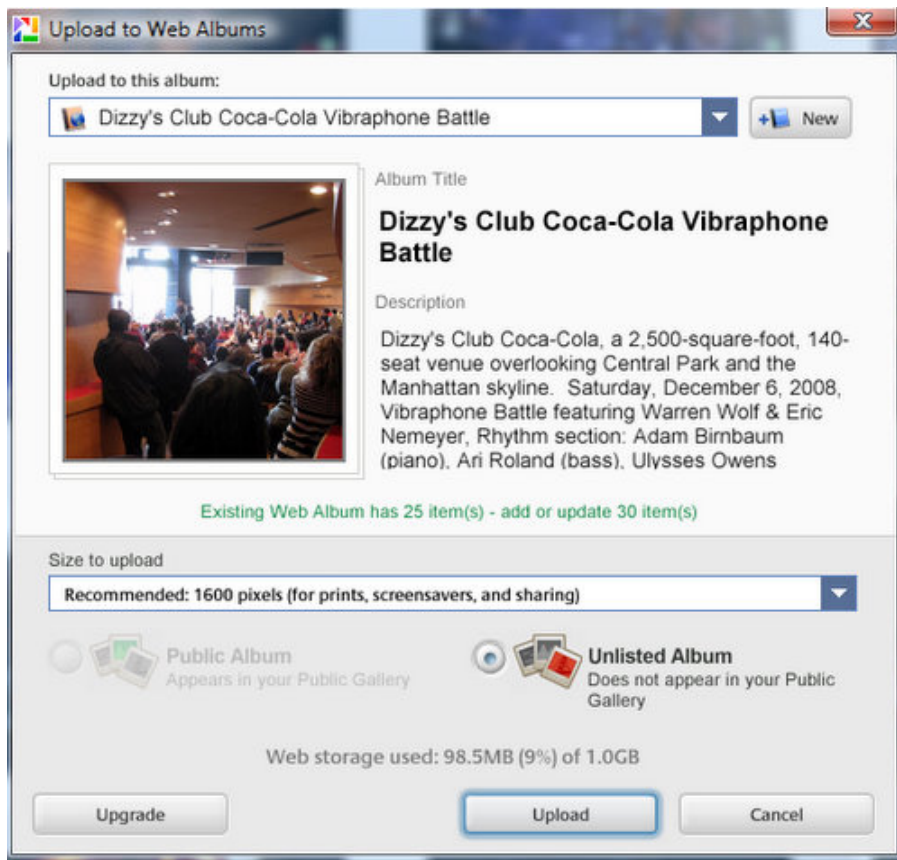 Upload to Web Albums
Upload to this album:
Dizzy's Club Coca-Cola Vibraphone Battle
New
Album Title
Dizzy's Club Coca-Cola Vibraphone
Battle
Description
Dizzy's Club Coca-Cola, a 2,500-square-foot, 140-
seat venue overlooking Central Park and the
Manhattan skyline.  Saturday, December 6, 2008,
Vibraphone Battle featuring Warren Wolf & Eric
Nemeyer, Rhythm section: Adam Birnbaum
(piano), Ari Roland (bass), Ulysses Owens
Existing Web Album has 25 item(s) - add or update 30 item(s)
Size to upload
Recommended: 1600 pixels (for prints, screensavers, and sharing)
Public Album
Appears in your Public Gallery
Unlisted Album
Does not appear in your Public
Gallery
Web storage used: 98.5MB (9%) of 1.0GB
Upgrade
Upload
Cancel